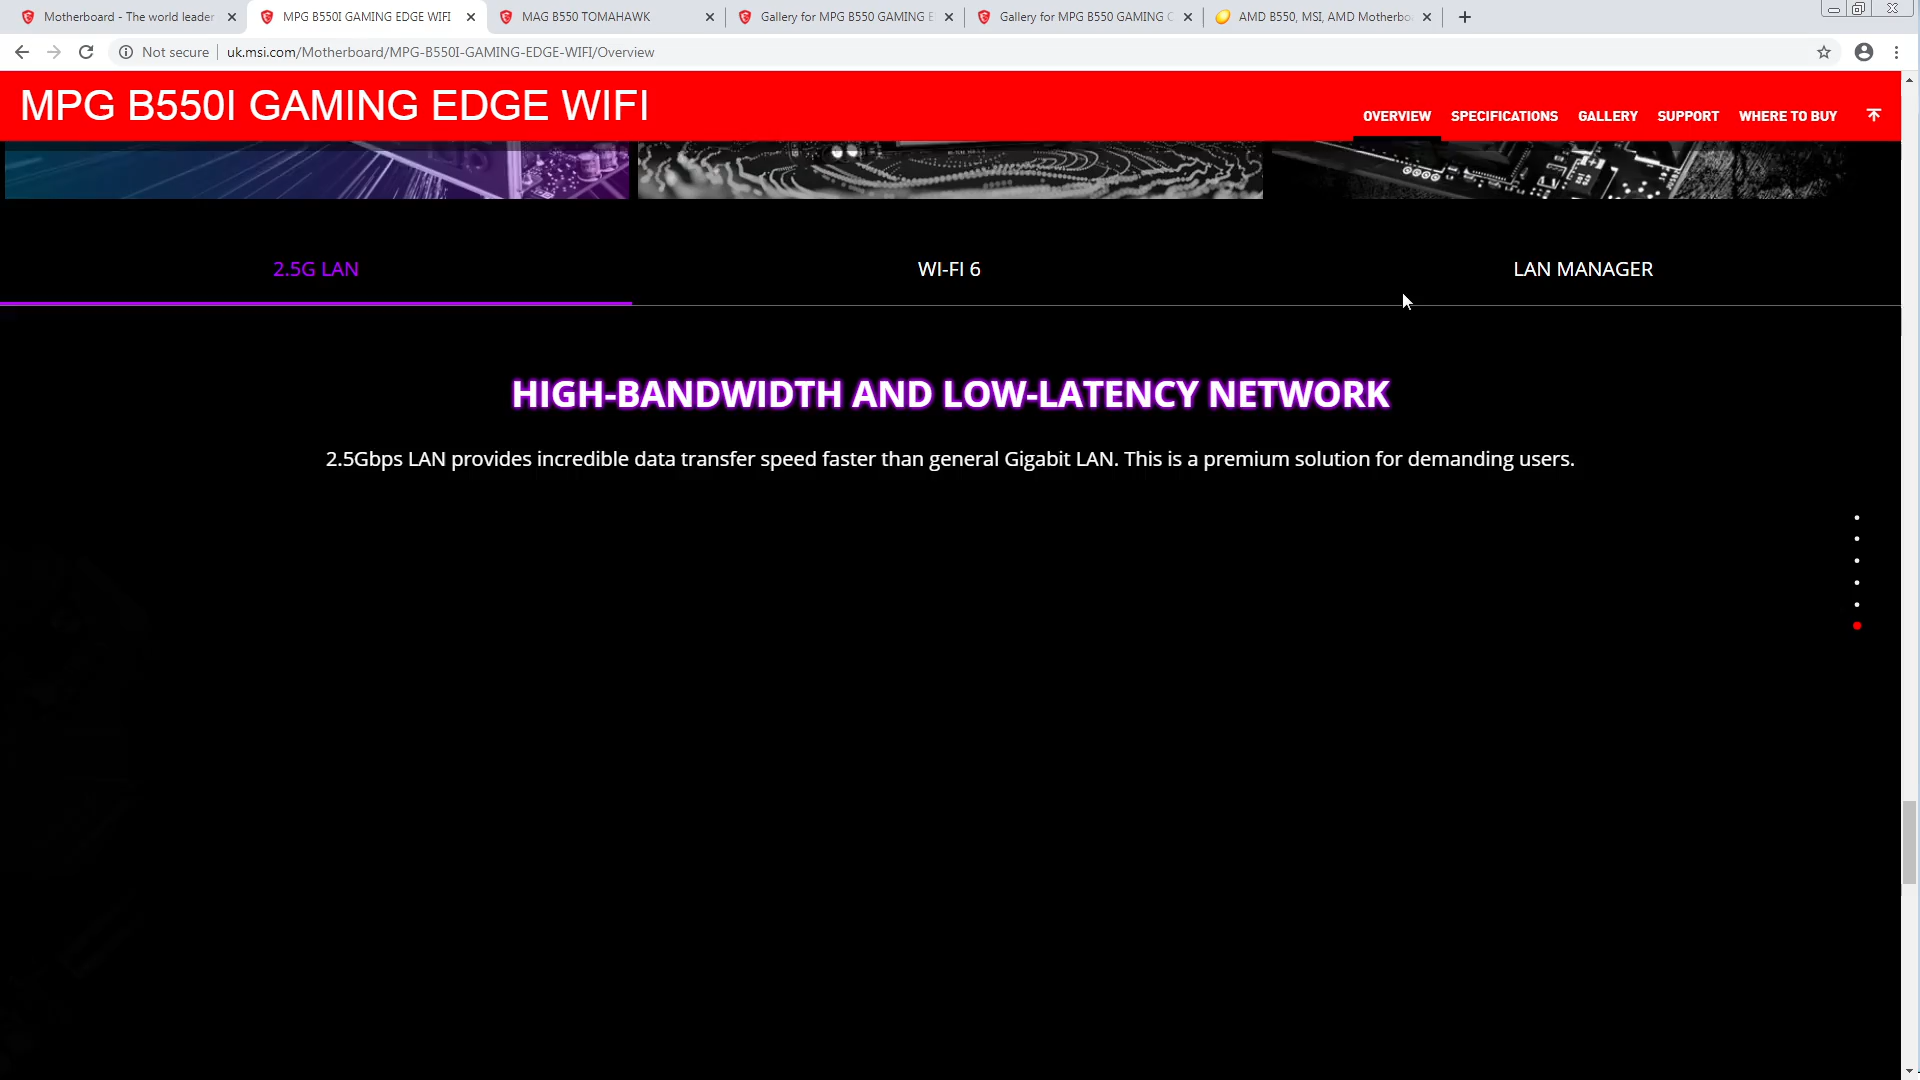 Motherboard - The world leader
MPG B550I GAMING EDGE WIFI
MAG B550 TOMAHAWK
Gallery for MPG B550 GAMING E
Gallery for MPG B550 GAMING C
AMD B550, MSI, AMD Motherbo
Not secure
uk.msi.com/Motherboard/MPG-B550I-GAMING-EDGE-WIFI/Overview
MPG B550I GAMING EDGE WIFI
OVERVIEW
SPECIFICATIONS
GALLERY
SUPPORT
WHERE TO BUY
2.5G LAN
WI-FI 6
LAN MANAGER
HIGH-BANDWIDTH AND LOW-LATENCY NETWORK
2.5Gbps LAN provides incredible data transfer speed faster than general Gigabit LAN. This is a premium solution for demanding users.